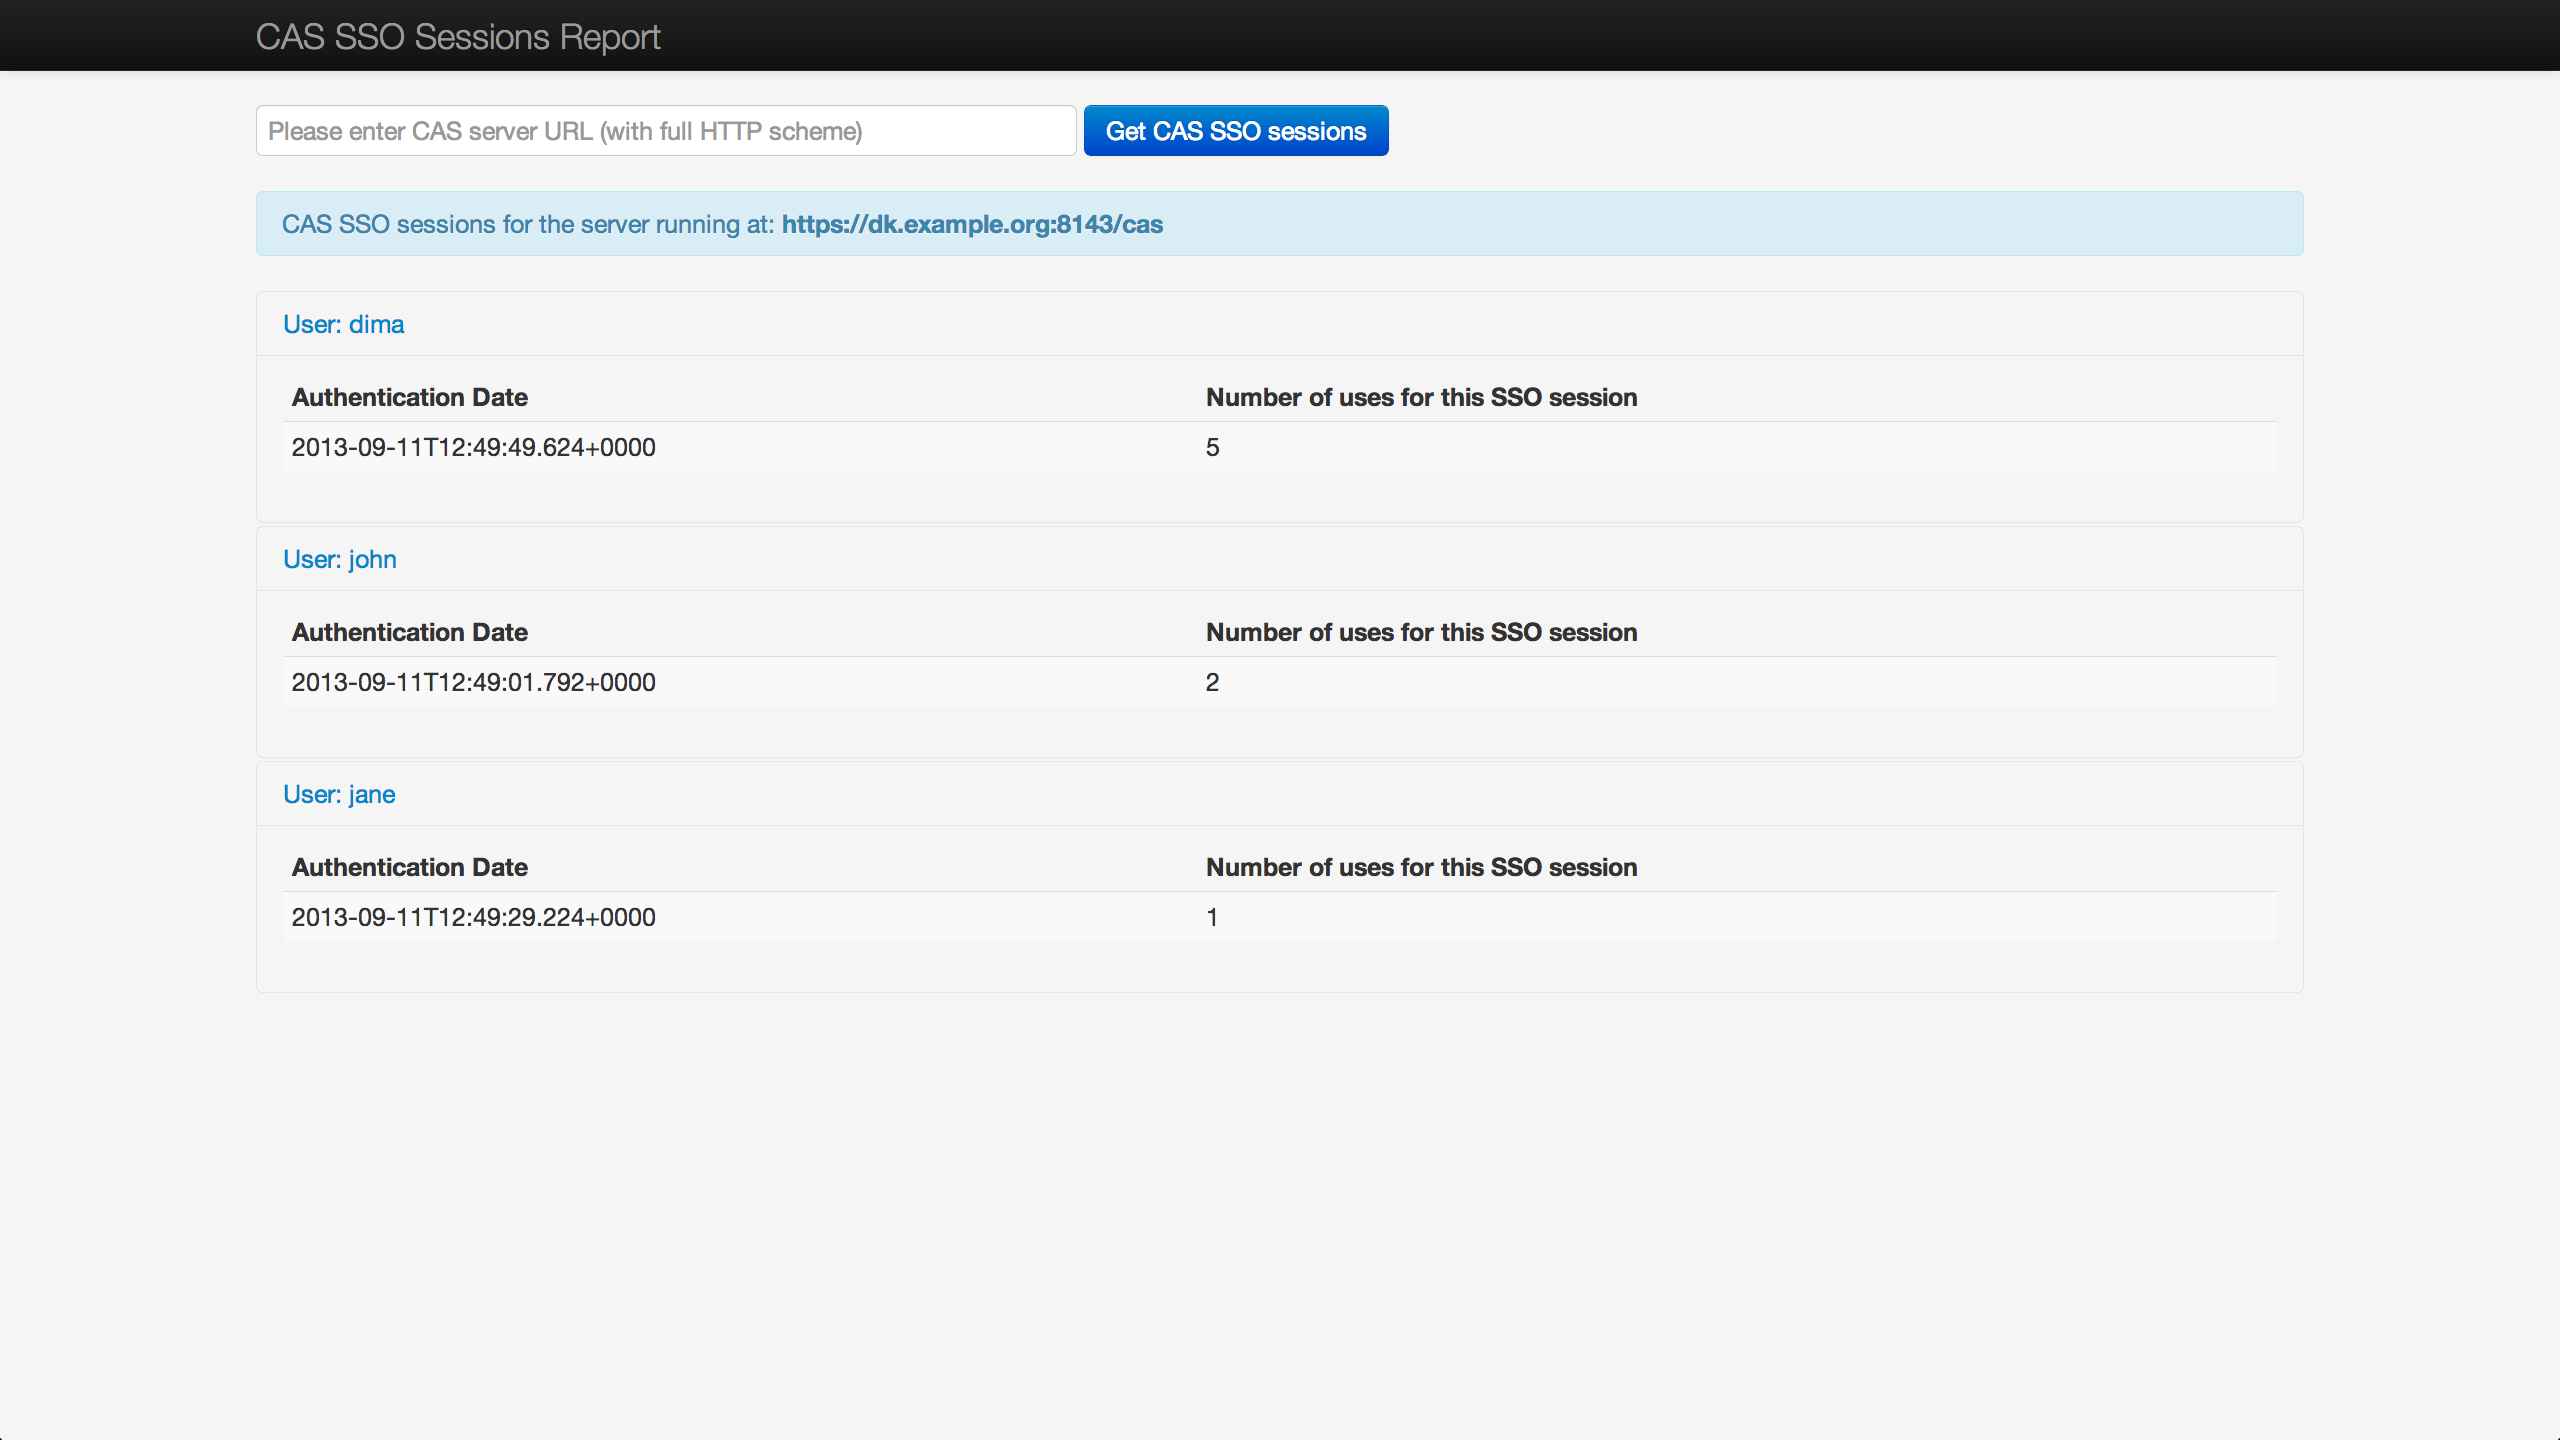 CAS SSO Sessions Report
Please enter CAS server URL (with full HTTP scheme) Get CAS SSO sessions
CAS SSO sessions for the server running at: https://dk.example.org:8143/cas
User: dima
Authentication Date Number of uses for this SSO session
2013-09-11T12:49:49.624+0000 5
User: john
Authentication Date Number of uses for this SSO session
2013-09-11T12:49:01.792+0000 2
User: jane
Authentication Date Number of uses for this SSO session
2013-09-11T12:49:29.224+0000 1